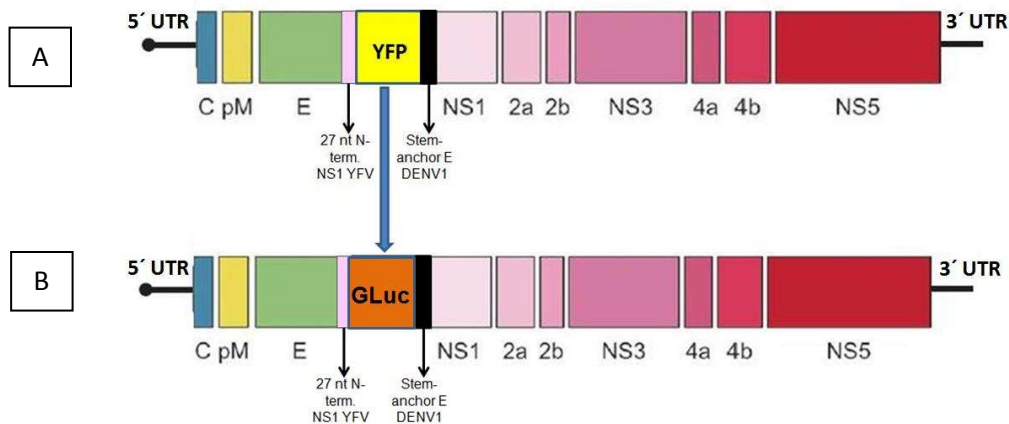 A
5´ UTR
YFP
3´ UTR
C pM E NS1 2a 2b NS3 4a 4b NS5
27 nt N-
term.
NS1 YFV
Stem-
anchor E
DENV1
B
5´ UTR
GLuc
3´ UTR
C pM E NS1 2a 2b NS3 4a 4b NS5
27 nt N-
term.
NS1 YFV
Stem-
anchor E
DENV1